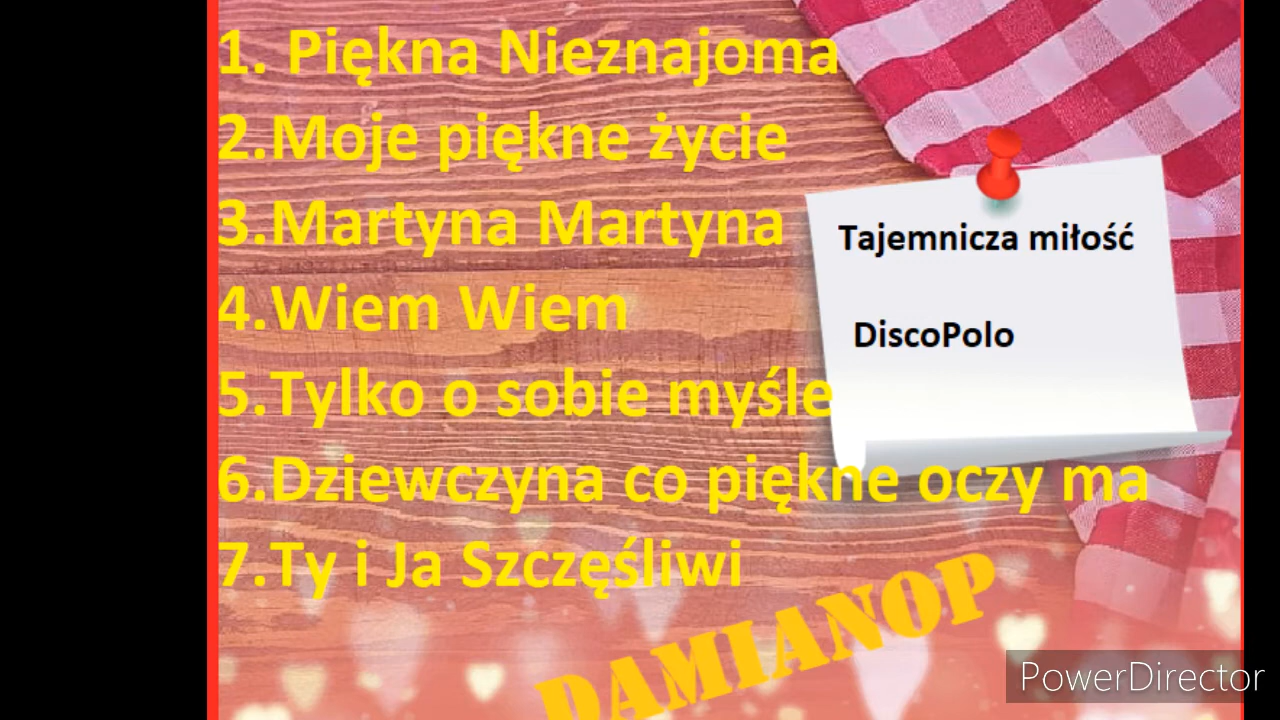 1. Piękna Nieznajoma
2.Moje piękne życie
3.Martyna Martyna
4.Wiem Wiem
5.Tylko o sobie myśle
6.Dziewczyna co piękne oczy ma
7.Ty i Ja Szczęśliwi
Tajemnicza miłość
DiscoPolo
DAMIANOP
PowerDirector